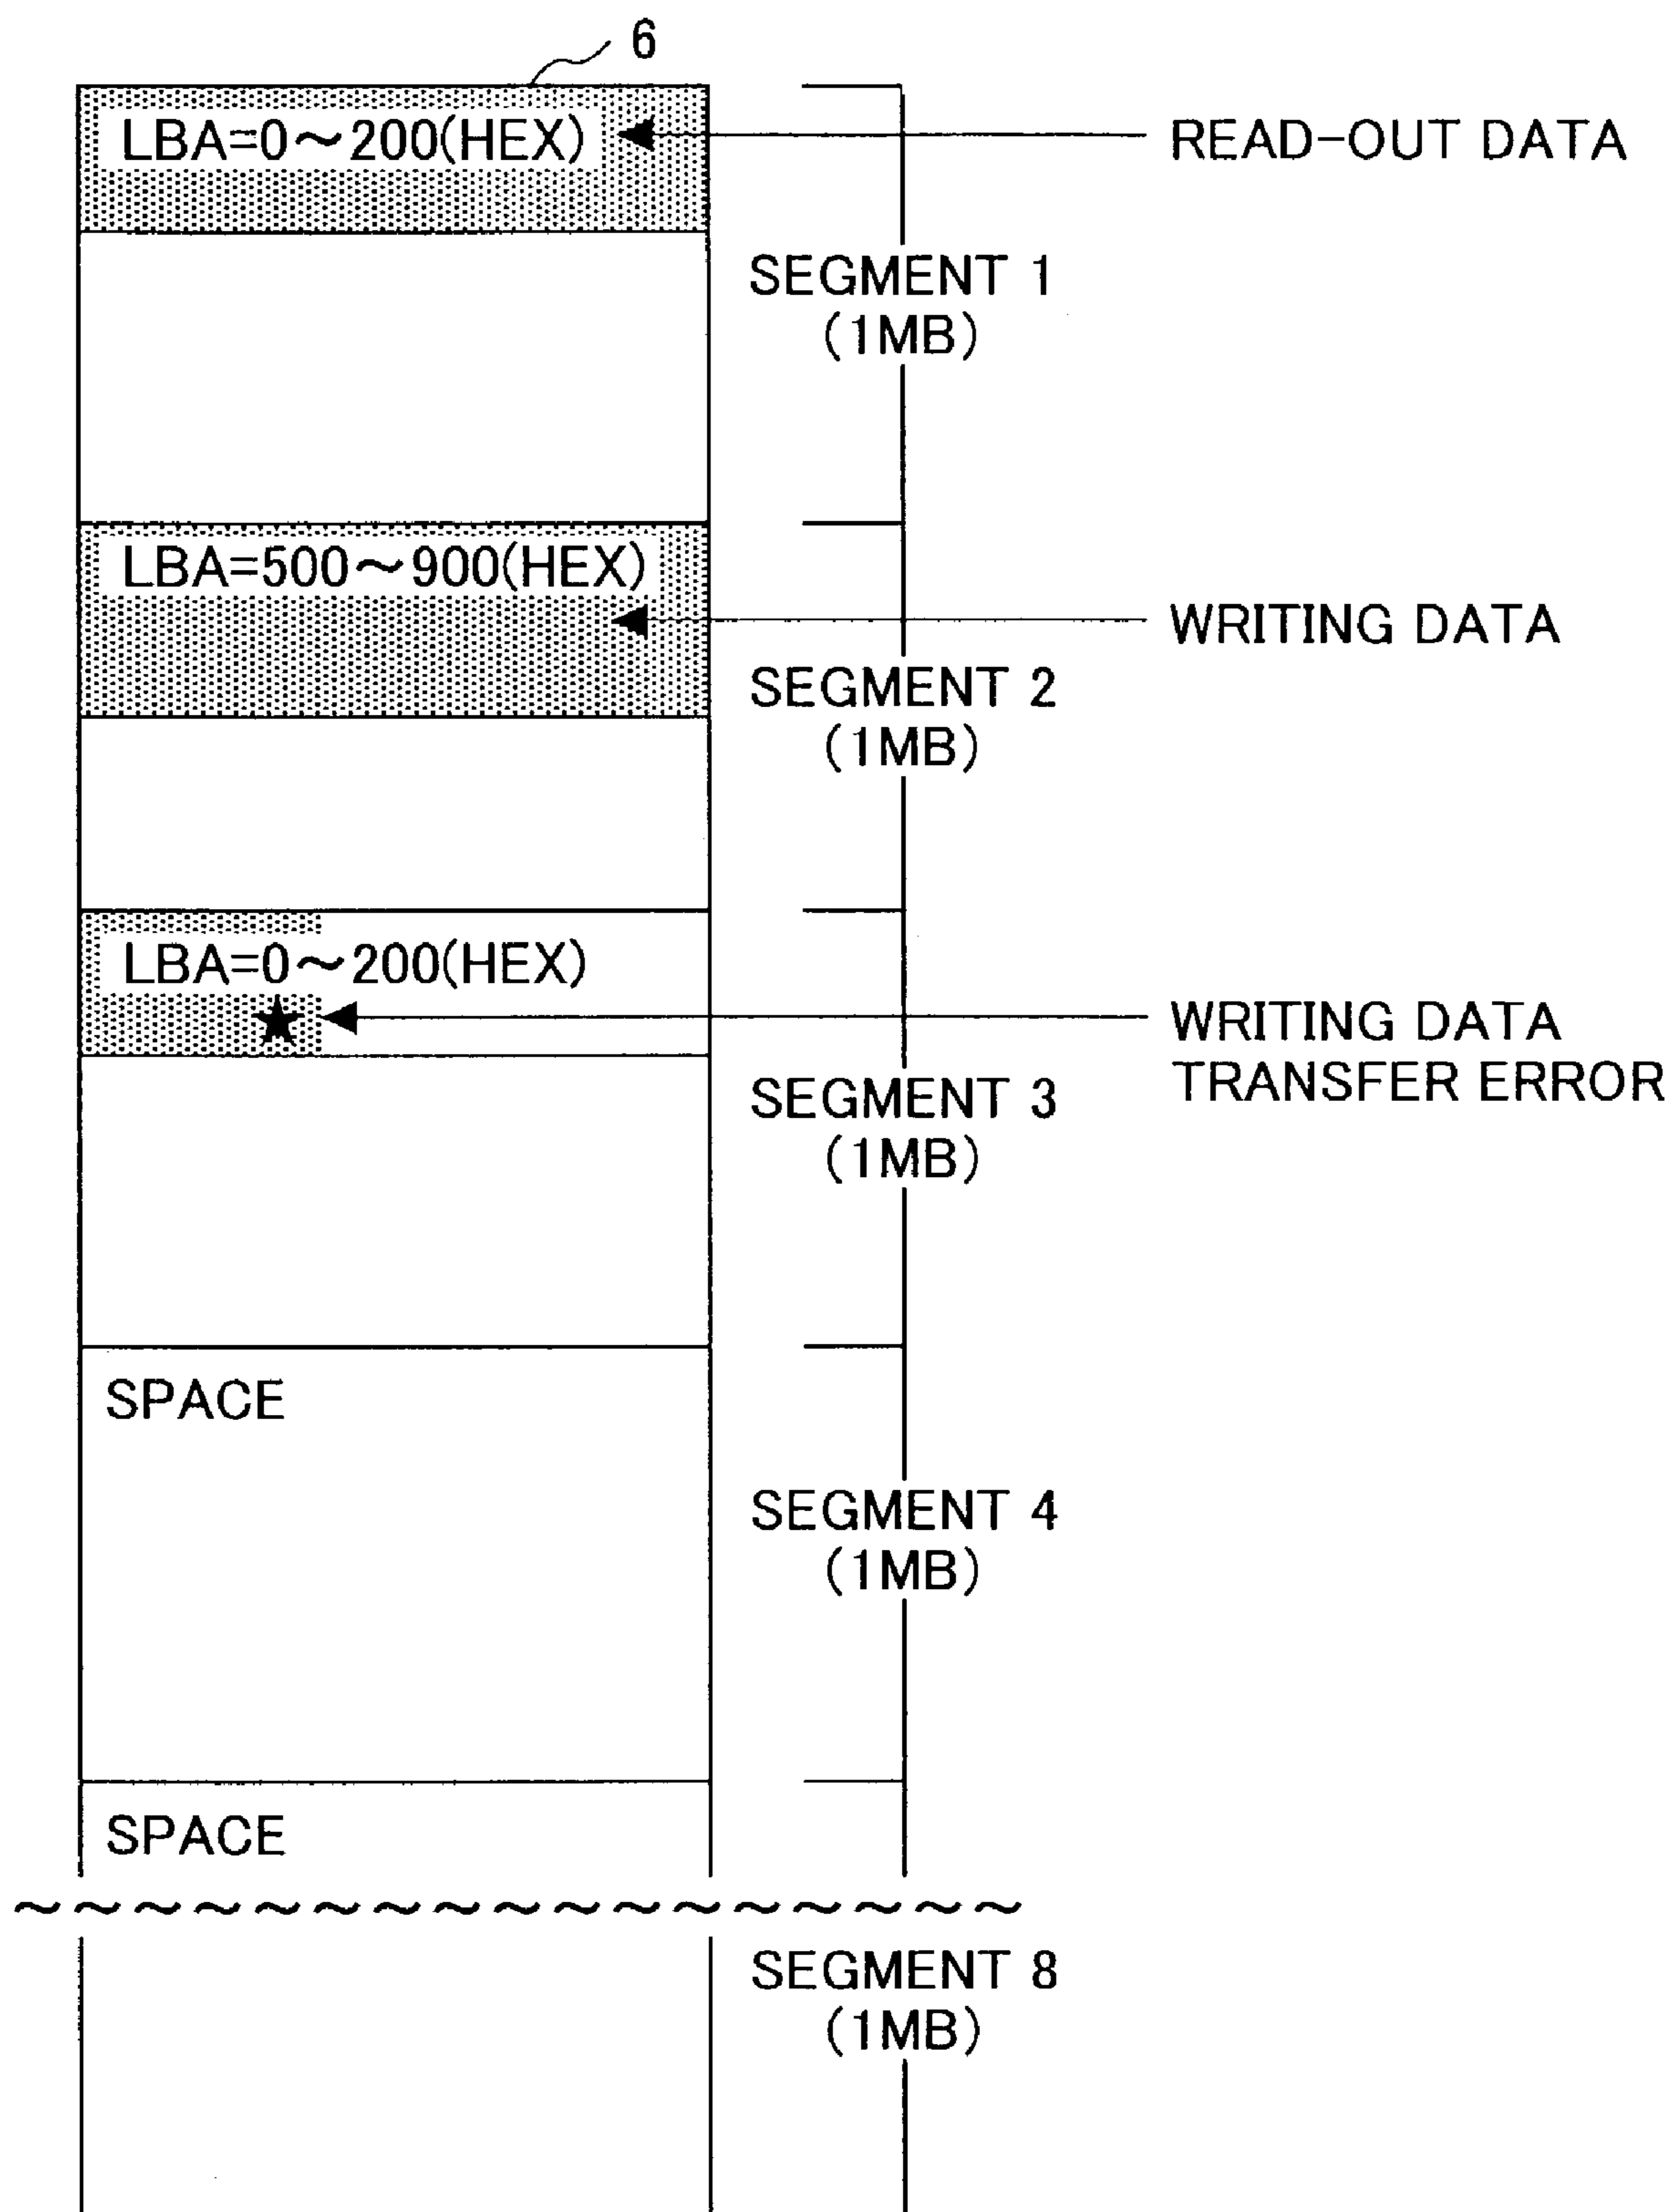 6
LBA=0～200(HEX)
READ-OUT DATA
SEGMENT 1
(1MB)
LBA=500～900(HEX)
WRITING DATA
SEGMENT 2
(1MB)
LBA=0～200(HEX)
WRITING DATA
TRANSFER ERROR
SEGMENT 3
(1MB)
SPACE
SEGMENT 4
(1MB)
SPACE
SEGMENT 8
(1MB)